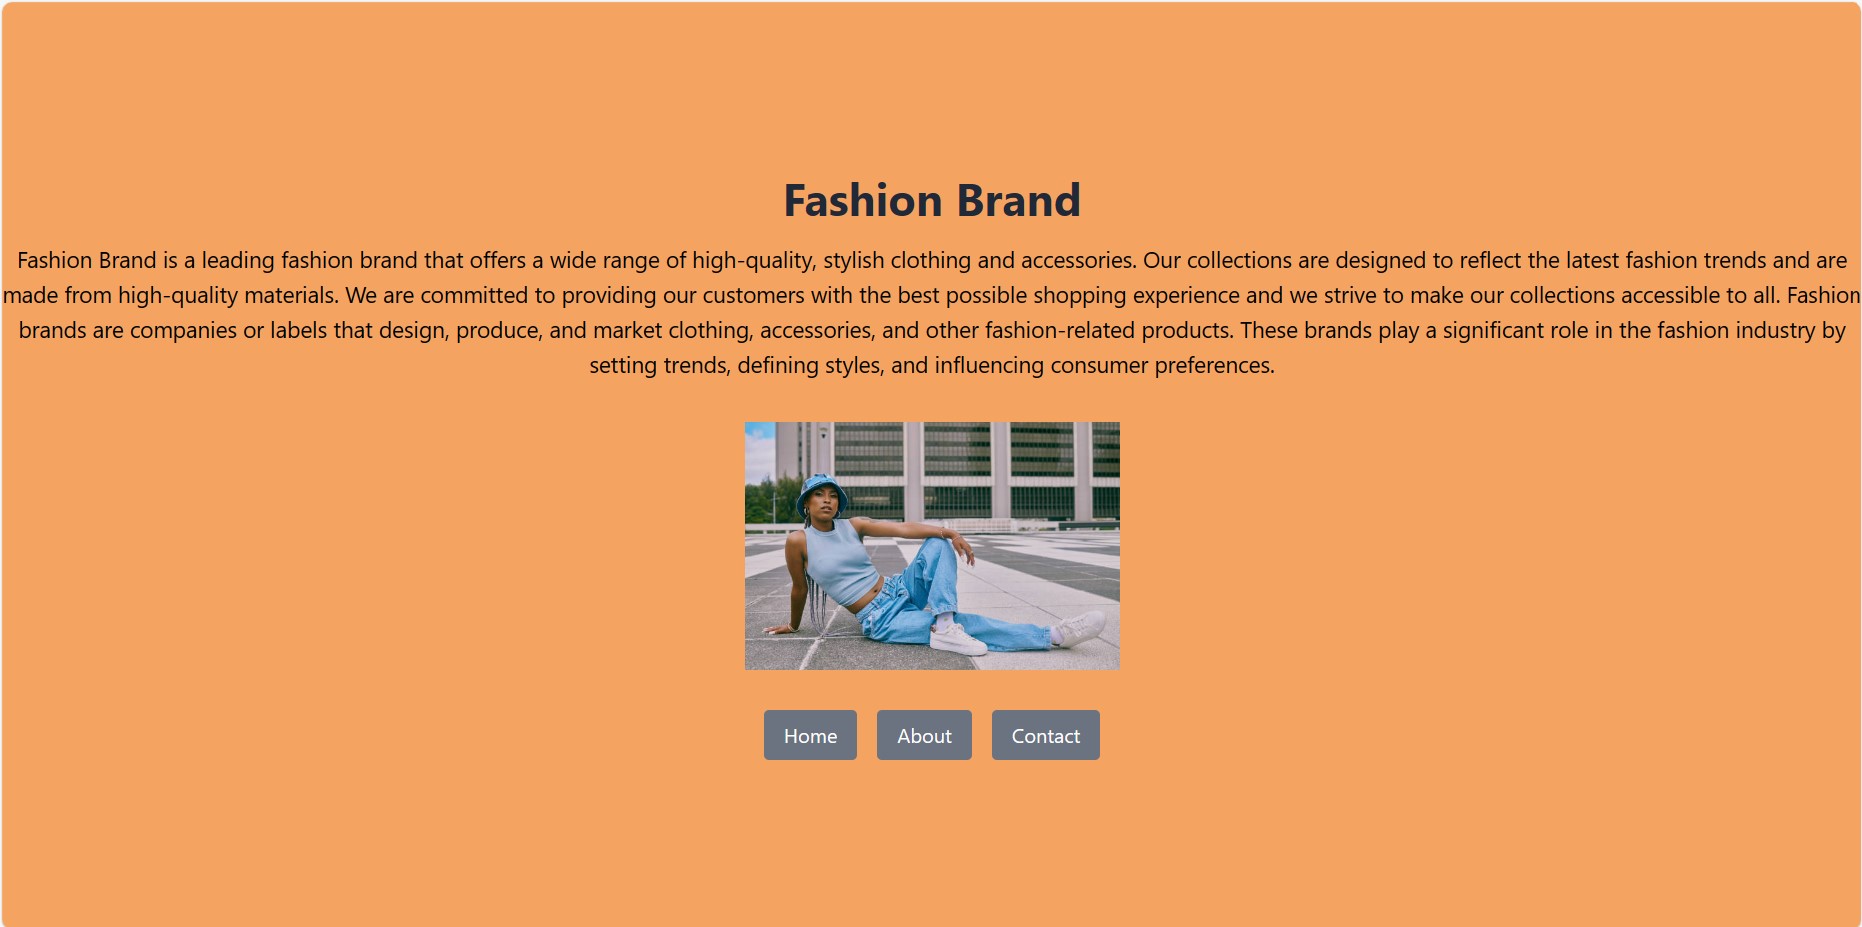 Fashion Brand
Fashion Brand is a leading fashion brand that offers a wide range of high-quality, stylish clothing and accessories. Our collections are designed to reflect the latest fashion trends and are
made from high-quality materials. We are committed to providing our customers with the best possible shopping experience and we strive to make our collections accessible to all. Fashion
brands are companies or labels that design, produce, and market clothing, accessories, and other fashion-related products. These brands play a significant role in the fashion industry by
setting trends, defining styles, and influencing consumer preferences.
Home
About
Contact